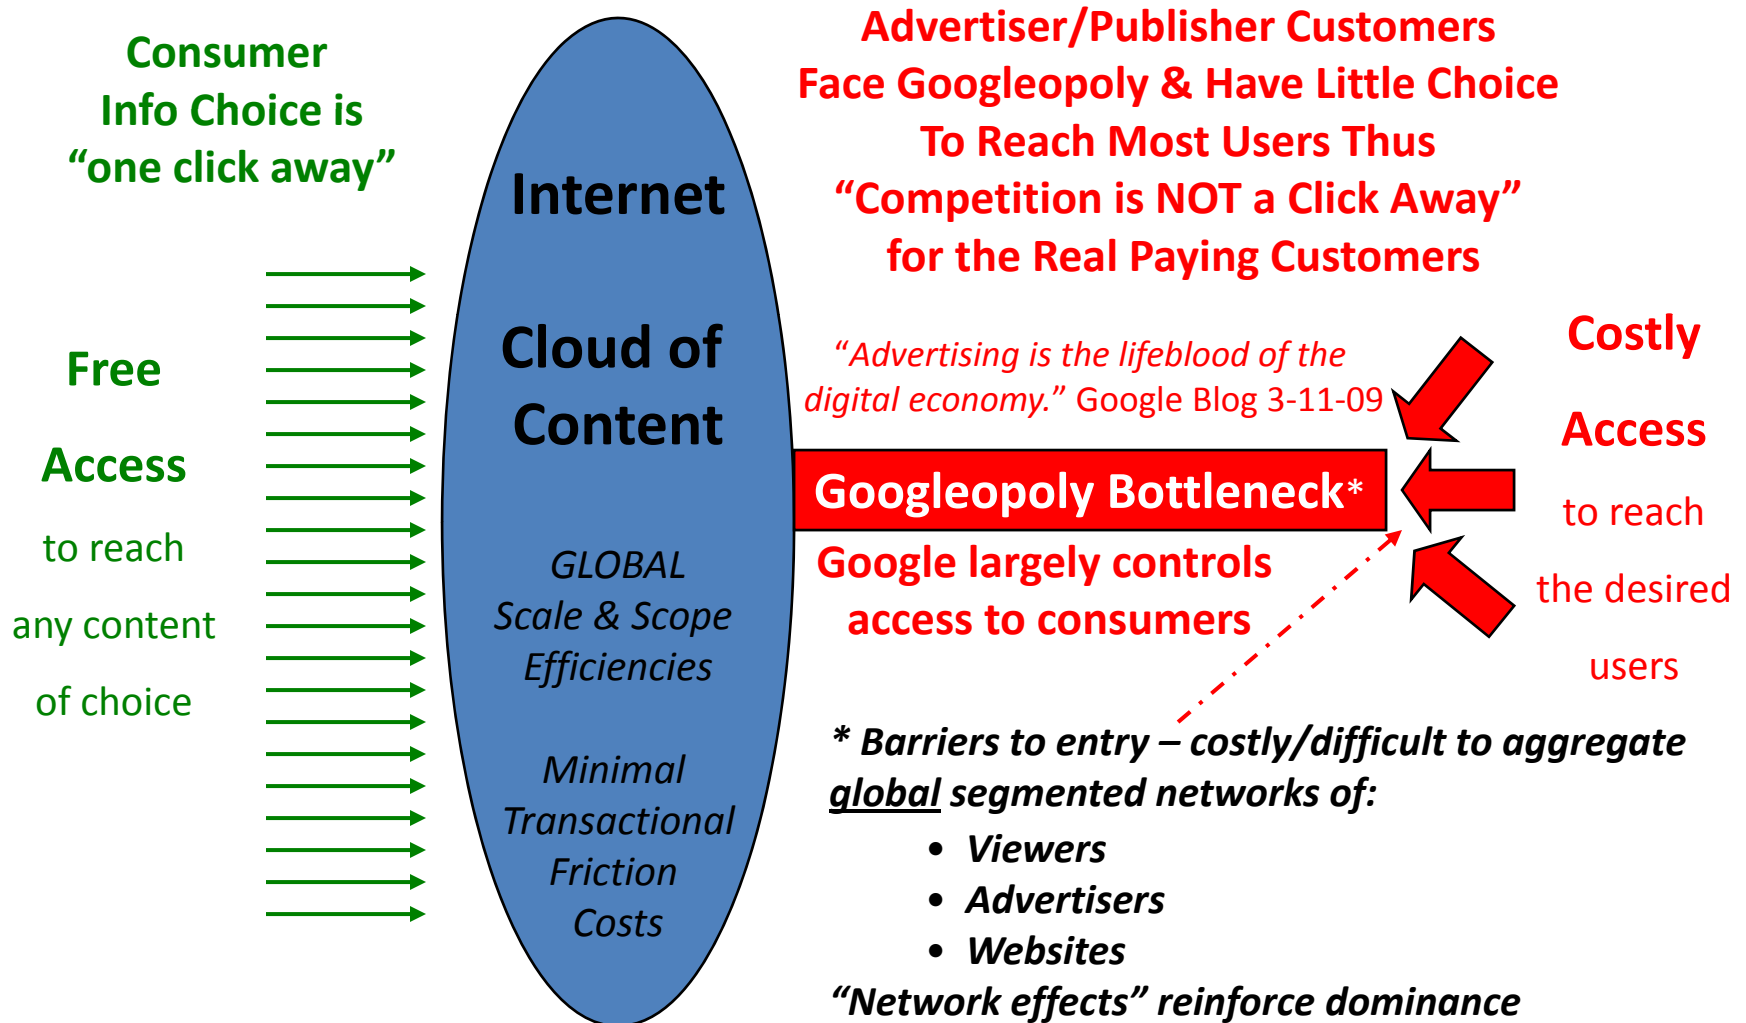 Consumer
Info Choice is
“one click away”
Free
Access
to reach
any content
of choice
Internet
Cloud of
Content
GLOBAL
Scale & Scope
Efficiencies
Minimal
Transactional
Friction
Costs
Advertiser/Publisher Customers
Face Googleopoly & Have Little Choice
To Reach Most Users Thus
“Competition is NOT a Click Away”
for the Real Paying Customers
“Advertising is the lifeblood of the
digital economy.” Google Blog 3-11-09
Googleopoly Bottleneck*
Google largely controls
access to consumers
Costly
Access
to reach
the desired
users
* Barriers to entry – costly/difficult to aggregate
global segmented networks of:
• Viewers
• Advertisers
• Websites
“Network effects” reinforce dominance